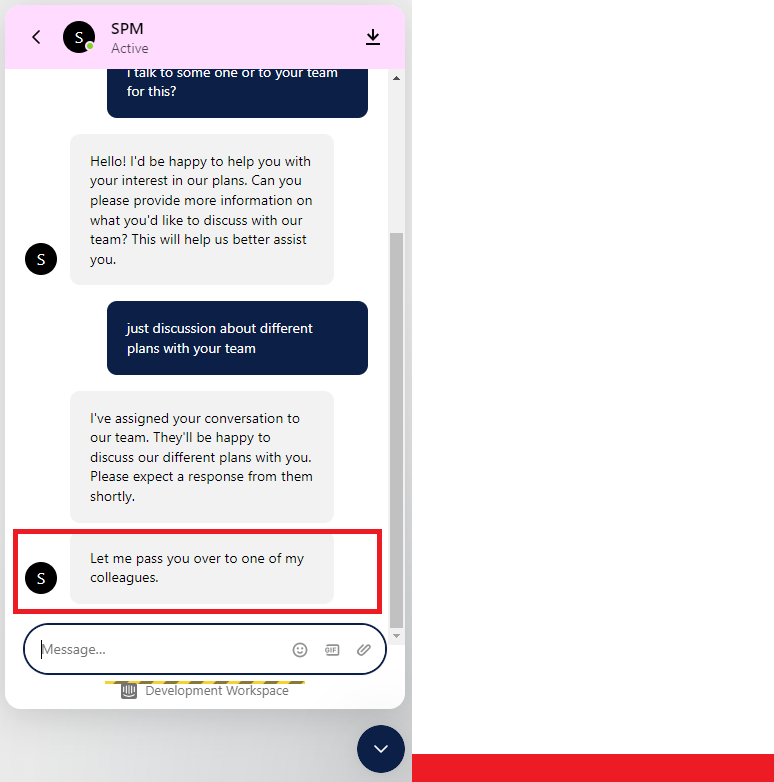 S
SPM
Active
i talk to some one or to your team
for this?
Hello! I'd be happy to help you with
your interest in our plans. Can you
please provide more information on
what you'd like to discuss with our
team? This will help us better assist
you.
S
just discussion about different
plans with your team
I've assigned your conversation to
our team. They'll be happy to
discuss our different plans with you.
Please expect a response from them
shortly.
Let me pass you over to one of my
colleagues.
S
Message...
GIF
Development Workspace